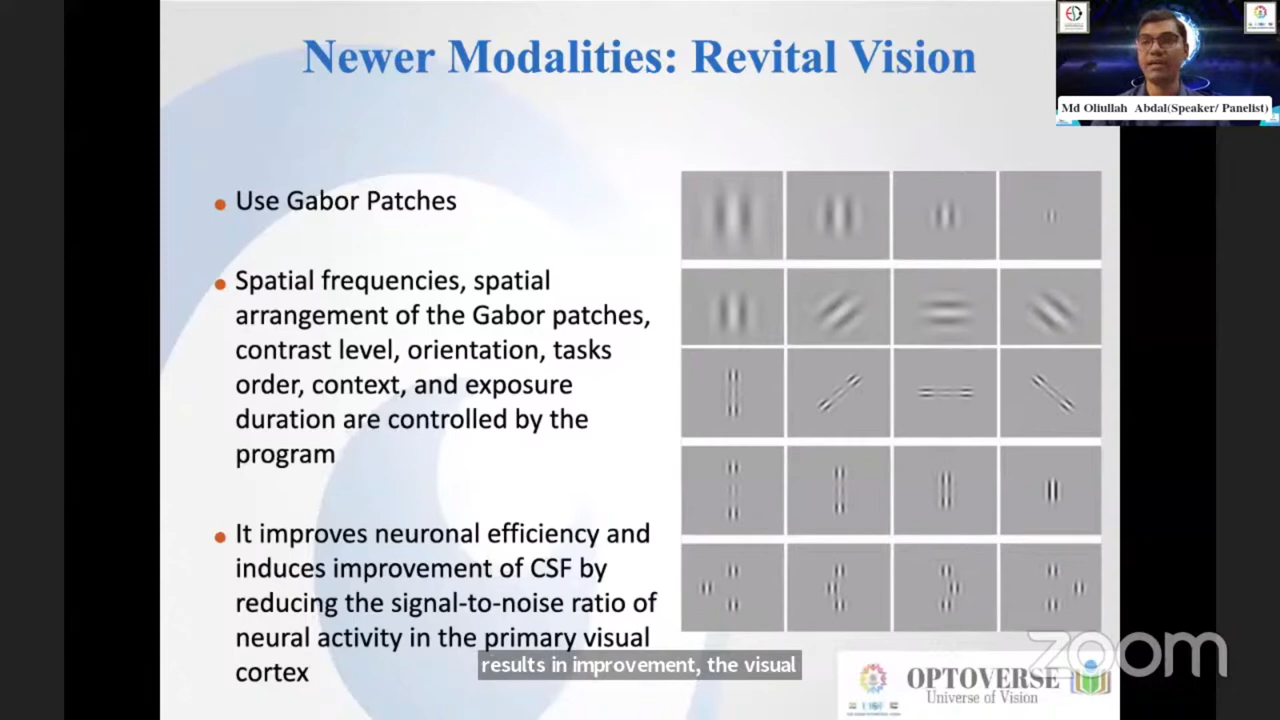 Newer Modalities: Revital Vision
Md Oliullah Abdal(Speaker/ Panelist)
Use Gabor Patches
Spatial frequencies, spatial
arrangement of the Gabor patches,
contrast level, orientation, tasks
order, context, and exposure
duration are controlled by the
program
It improves neuronal efficiency and
induces improvement of CSF by
reducing the signal-to-noise ratio of
neural activity in the primary visual
cortex
results in improvement, the visual
zoom
OPTOVERSE
Universe of Vision